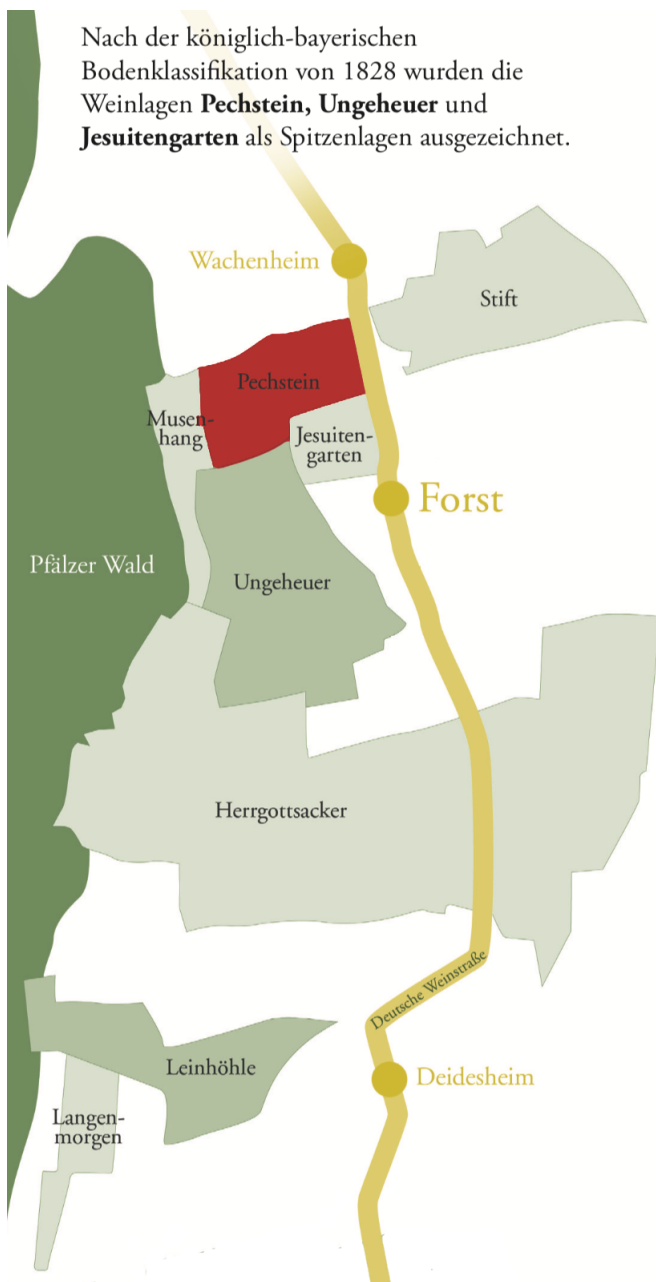 Nach der königlich-bayerischen
Bodenklassifikation von 1828 wurden die
Weinlagen Pechstein, Ungeheuer und
Jesuitengarten als Spitzenlagen ausgezeichnet.
Wachenheim
Stift
Pechstein
Musen-
hang
Jesuiten-
garten
Forst
Pfälzer Wald
Ungeheuer
Herrgottsacker
Deutsche Weinstraße
Leinhöhle
Deidesheim
Langen-
morgen